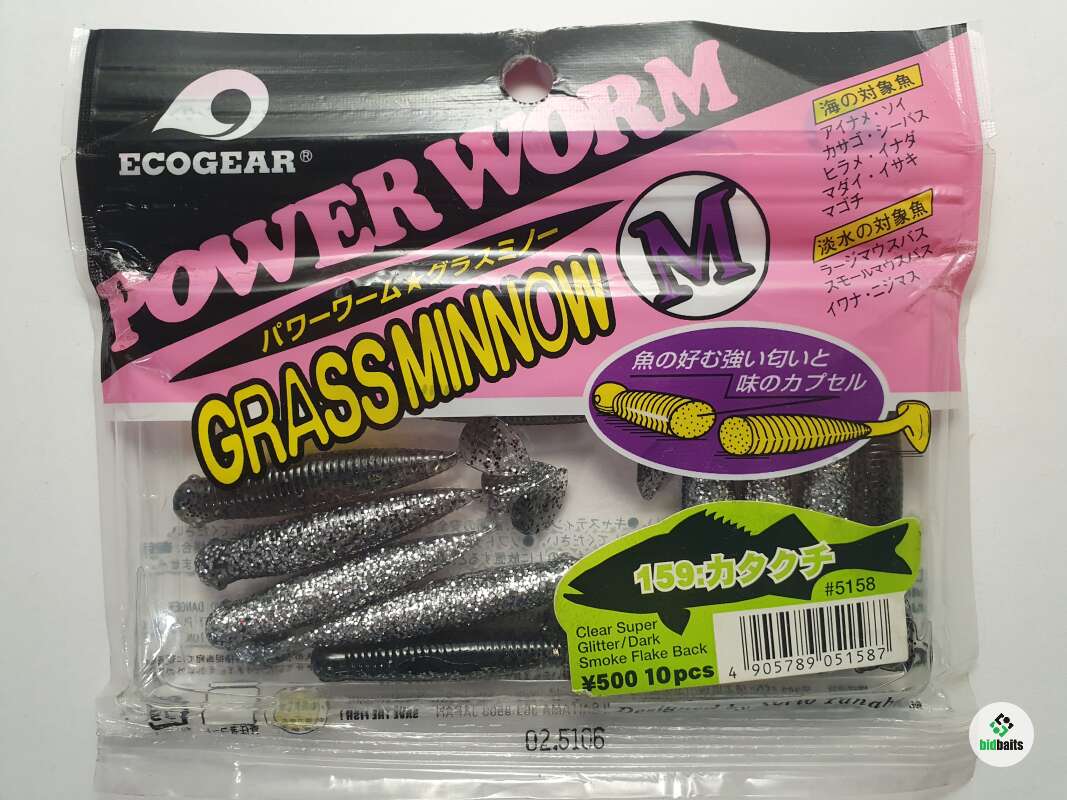 ECOGEAR®
POWER WORM
パワーワーム★グラスミノー
GRASSMINNOW
M
海の対象魚
アイナメ・ソイ
カサゴ・シーバス
ヒラメ・イナダ
マダイ・イサキ
マゴチ
淡水の対象魚
ラージマウスバス
スモールマウスバス
イワナ・ニジマス
魚の好む強い匂いと
味のカプセル
159:カタクチ
#5158
Clear Super
Glitter/Dark
Smoke Flake Back
¥500 10pcs
4 905789 051587
SAVE THE FISH!
02.5106
bidbaits